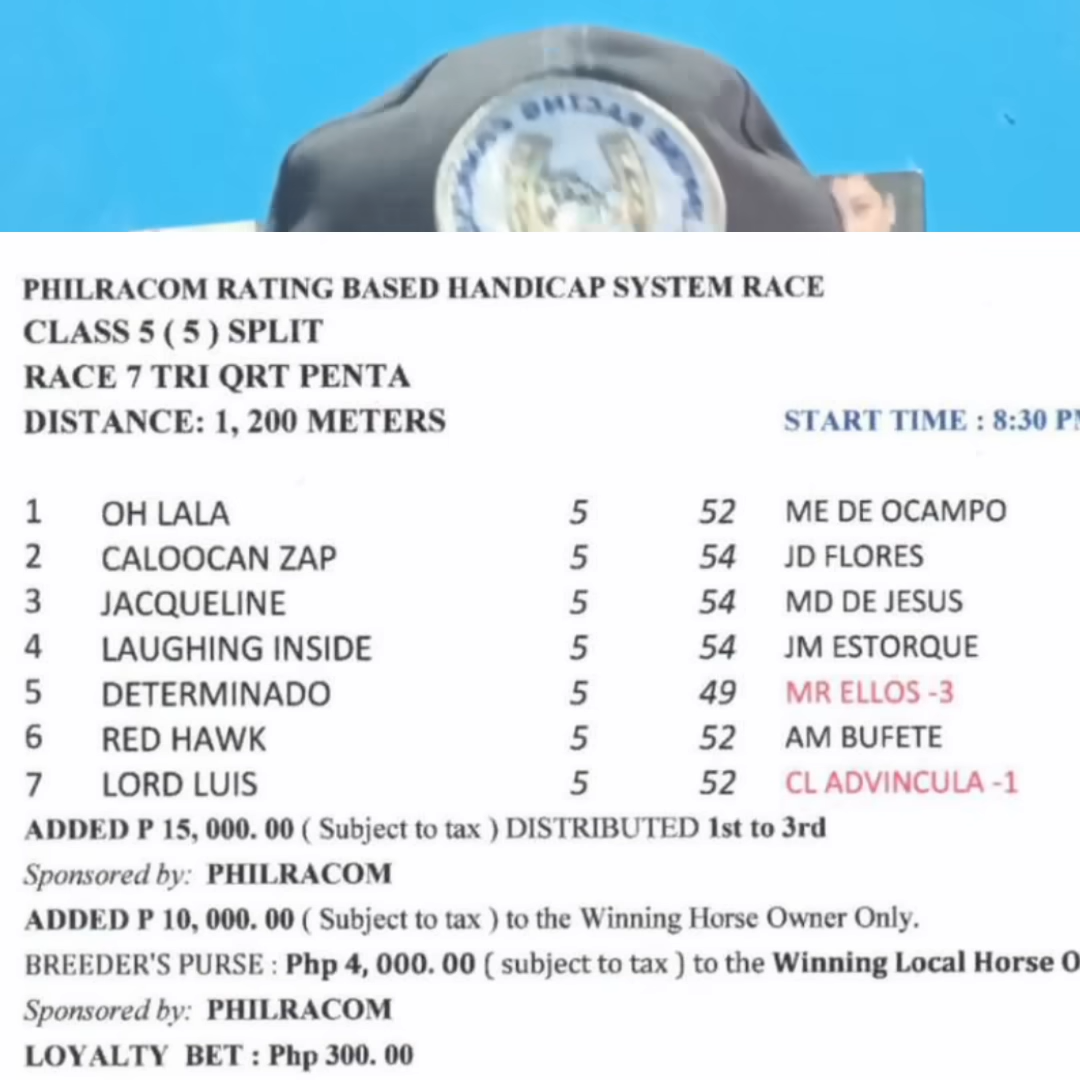 PHILRACOM RATING BASED HANDICAP SYSTEM RACE
CLASS 5 ( 5 ) SPLIT
RACE 7 TRI QRT PENTA
DISTANCE: 1, 200 METERS START TIME : 8:30
1 OH LALA 5 52 ME DE OCAMPO
2 CALOOCAN ZAP 5 54 JD FLORES
3 JACQUELINE 5 54 MD DE JESUS
4 LAUGHING INSIDE 5 54 JM ESTORQUE
5 DETERMINADO 5 49 MR ELLOS -3
6 RED HAWK 5 52 AM BUFETE
7 LORD LUIS 5 52 CL ADVINCULA -1
ADDED P 15, 000. 00 ( Subject to tax ) DISTRIBUTED 1st to 3rd
Sponsored by: PHILRACOM
ADDED P 10, 000. 00 ( Subject to tax ) to the Winning Horse Owner Only.
BREEDER'S PURSE : Php 4, 000. 00 ( subject to tax ) to the Winning Local Horse
Sponsored by: PHILRACOM
LOYALTY BET : Php 300. 00